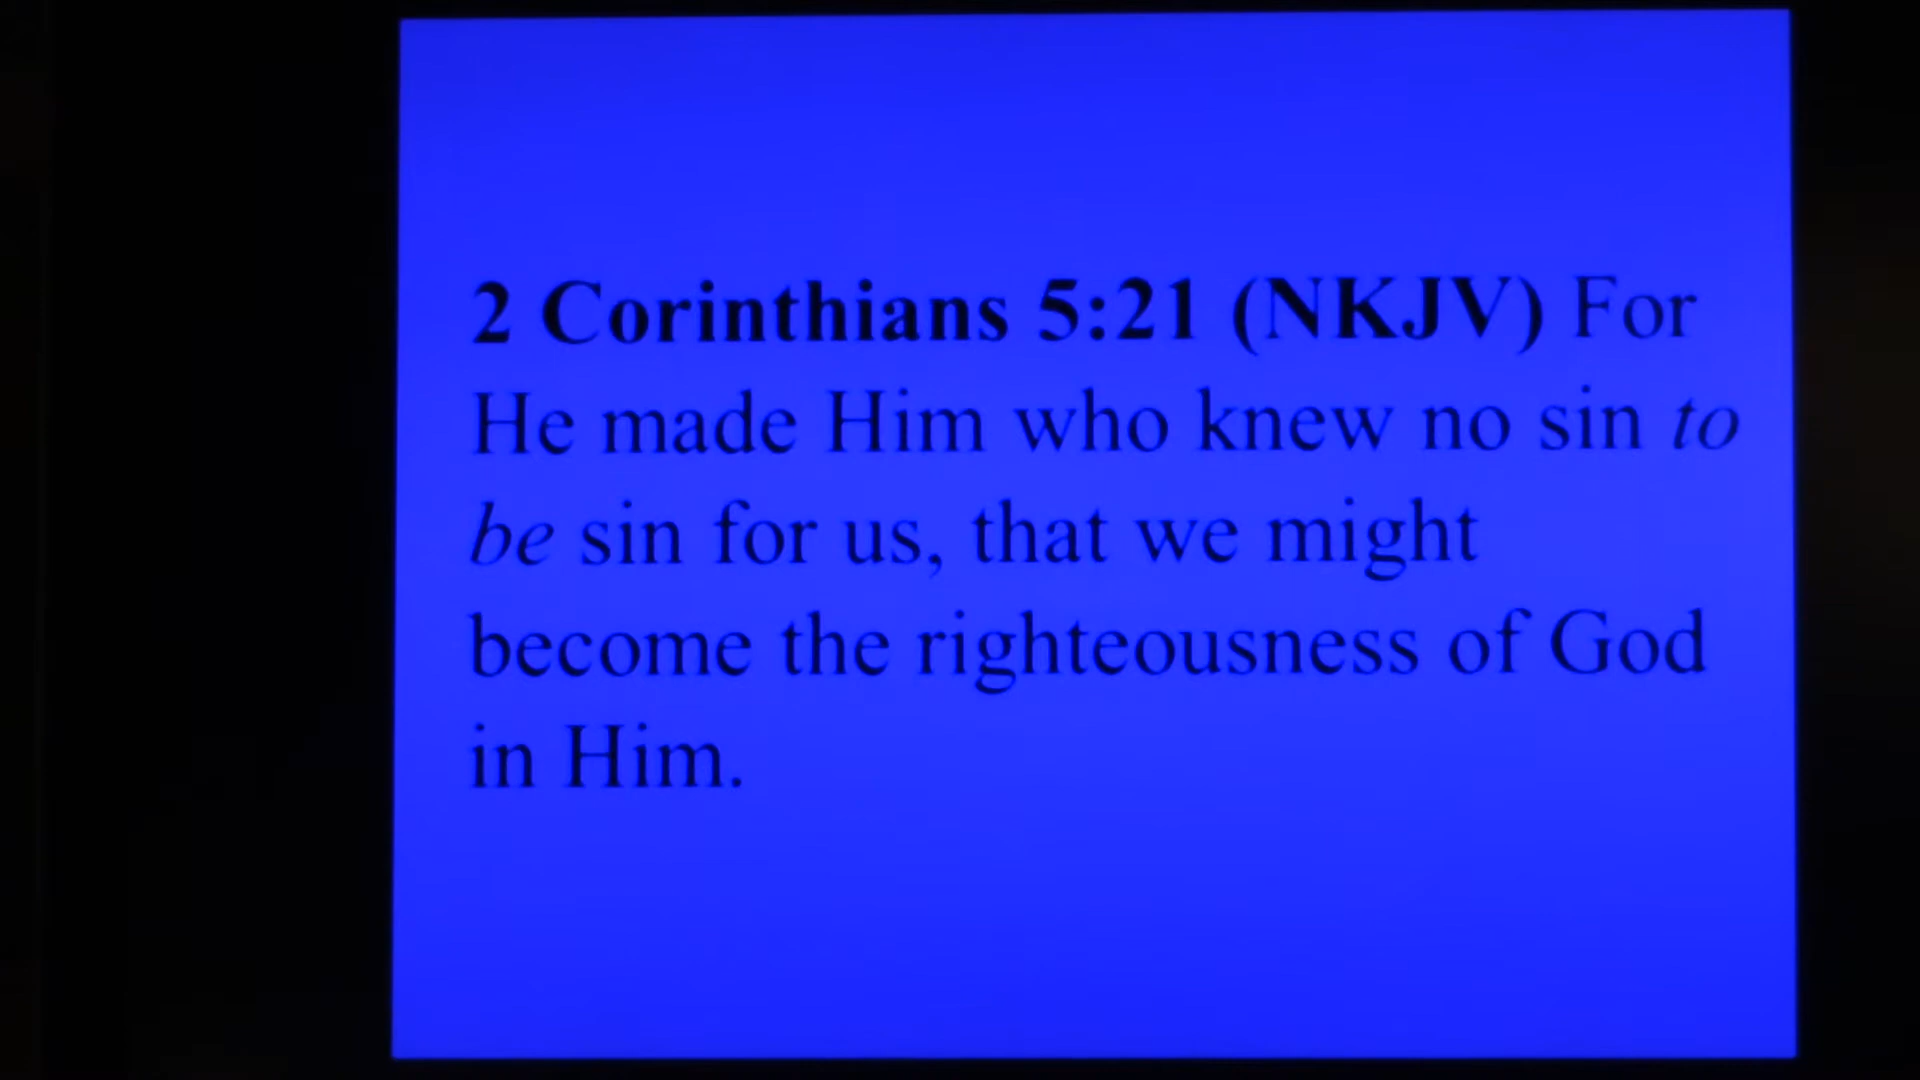 2 Corinthians 5:21 (NKJV) For
He made Him who knew no sin to
be sin for us, that we might
become the righteousness of God
in Him.